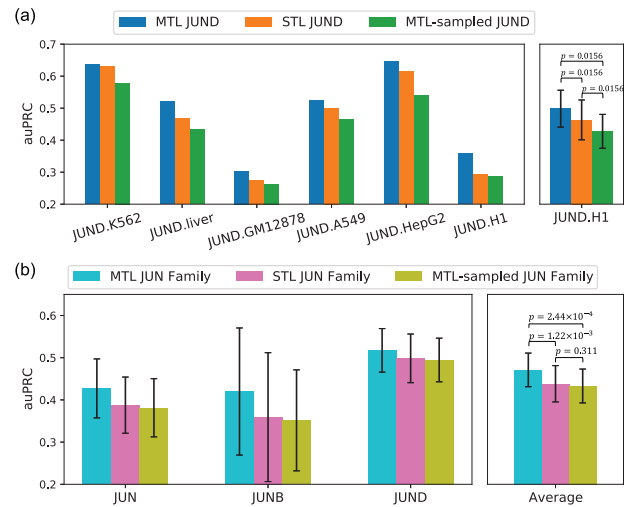 (a)
MTL JUND STL JUND MTL-sampled JUND
auPRC
0.7
0.6
0.5
0.4
0.3
0.2
JUND.K562 JUND.liver JUND.GM12878 JUND.A549 JUND.HepG2 JUND.H1
p = 0.0156
p = 0.0156
p = 0.0156
JUND.H1
(b)
MTL JUN Family STL JUN Family MTL-sampled JUN Family
auPRC
0.6
0.5
0.4
0.3
0.2
JUN JUNB JUND
p = 2.44×10⁻⁴
p = 1.22×10⁻³
p = 0.311
Average